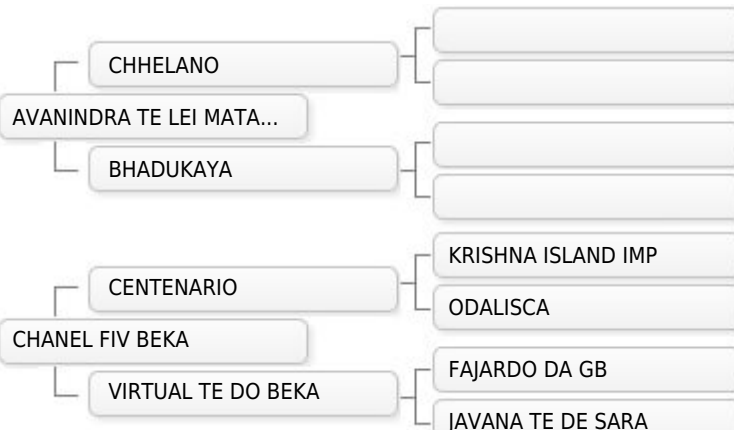 CHHELANO
AVANINDRA TE LEI MATA...
BHADUKAYA
KRISHNA ISLAND IMP
CENTENARIO
ODALISCA
CHANEL FIV BEKA
FAJARDO DA GB
VIRTUAL TE DO BEKA
JAVANA TE DE SARA